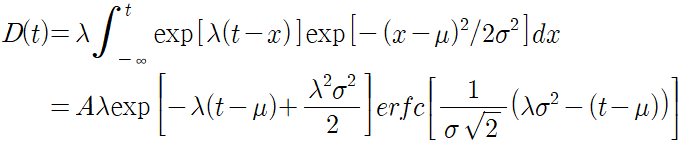 D(t)= λ∫_{-∞}^{t} exp[λ(t−x)]exp[−(x−μ)²/2σ²]dx
= Aλexp[−λ(t−μ)+ λ²σ²/2]erfc[1/(σ√2) (λσ²−(t−μ))]